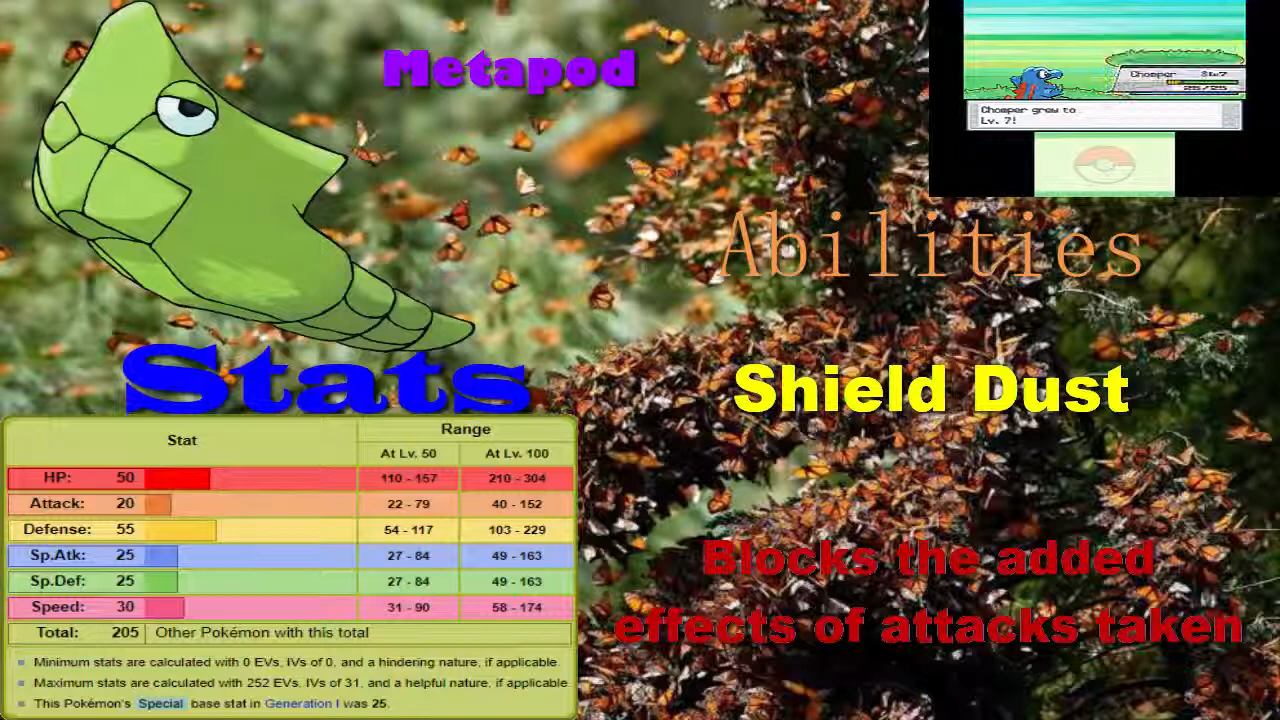 Metapod
Chomper Lv7
25/25
Chomper grew to
Lv. 7!
Abilities
Stats
Shield Dust
Stat Range
At Lv. 50 At Lv. 100
HP: 50 110 - 157 210 - 304
Attack: 20 22 - 79 40 - 152
Defense: 55 54 - 117 103 - 229
Sp.Atk: 25 27 - 84 49 - 163
Sp.Def: 25 27 - 84 49 - 163
Speed: 30 31 - 90 58 - 174
Total: 205 Other Pokémon with this total
Minimum stats are calculated with 0 EVs, IVs of 0, and a hindering nature, if applicable.
Maximum stats are calculated with 252 EVs, IVs of 31, and a helpful nature, if applicable.
This Pokémon's Special base stat in Generation I was 25.
Blocks the added
effects of attacks taken